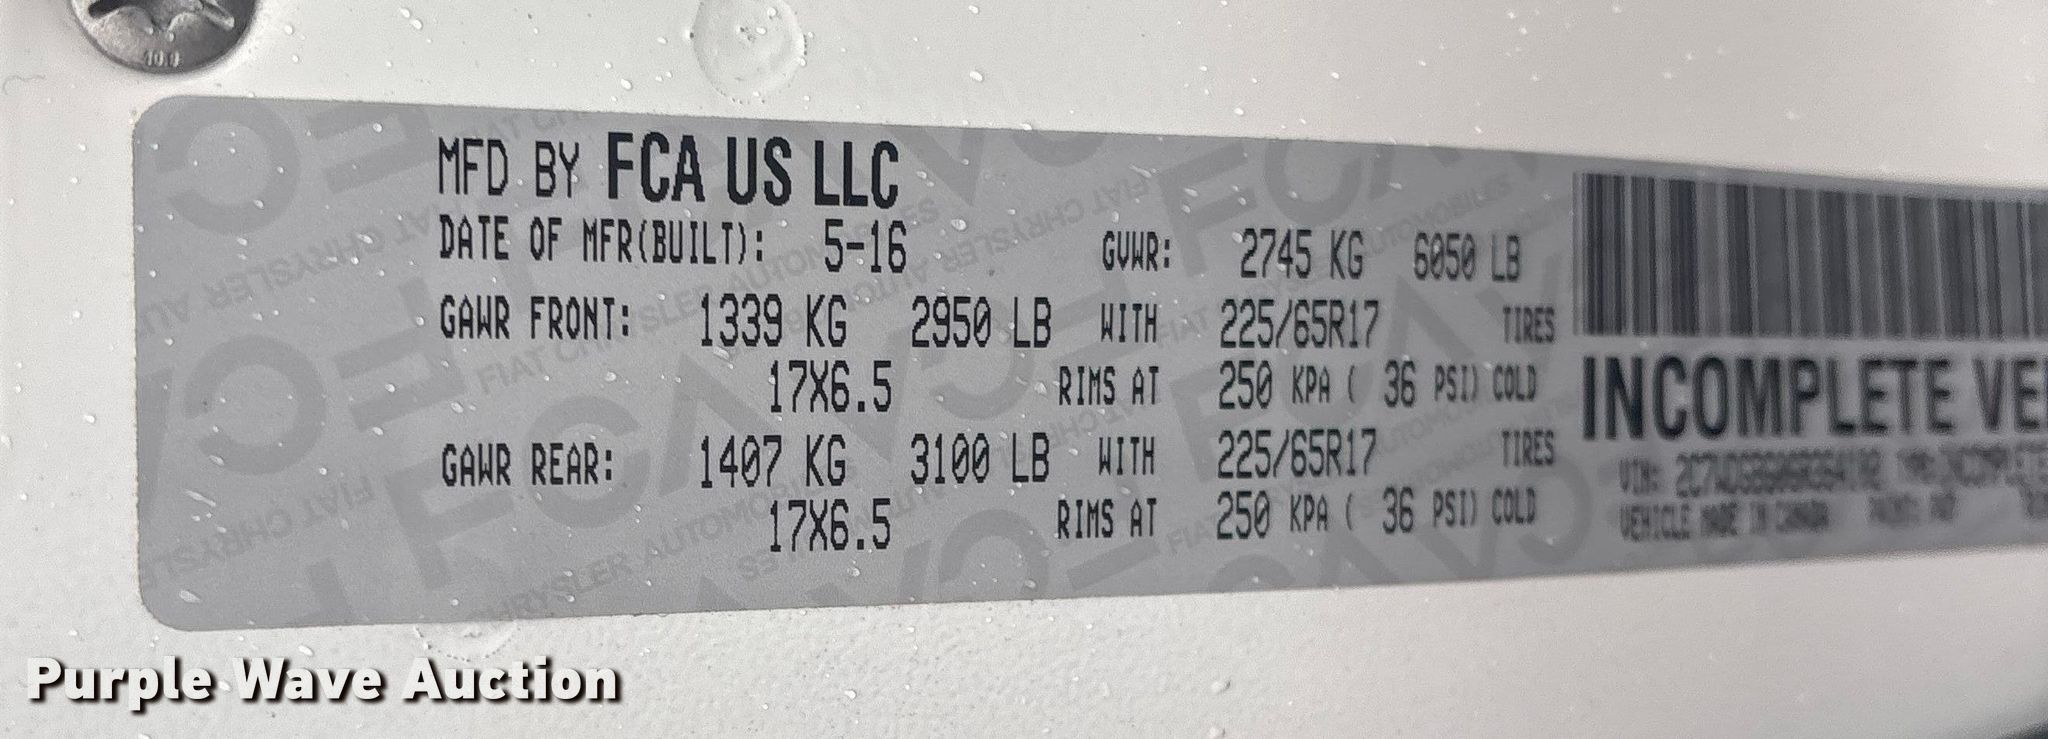 MFD BY FCA US LLC
DATE OF MFR(BUILT): 5-16 GVWR: 2745 KG 6050 LB
GAWR FRONT: 1339 KG 2950 LB WITH 225/65R17 TIRES
17X6.5 RIMS AT 250 KPA ( 36 PSI) COLD
GAWR REAR: 1407 KG 3100 LB WITH 225/65R17 TIRES
17X6.5 RIMS AT 250 KPA ( 36 PSI) COLD
INCOMPLETE VE
VIN:
VEHICLE MADE IN CANADA
Purple Wave Auction